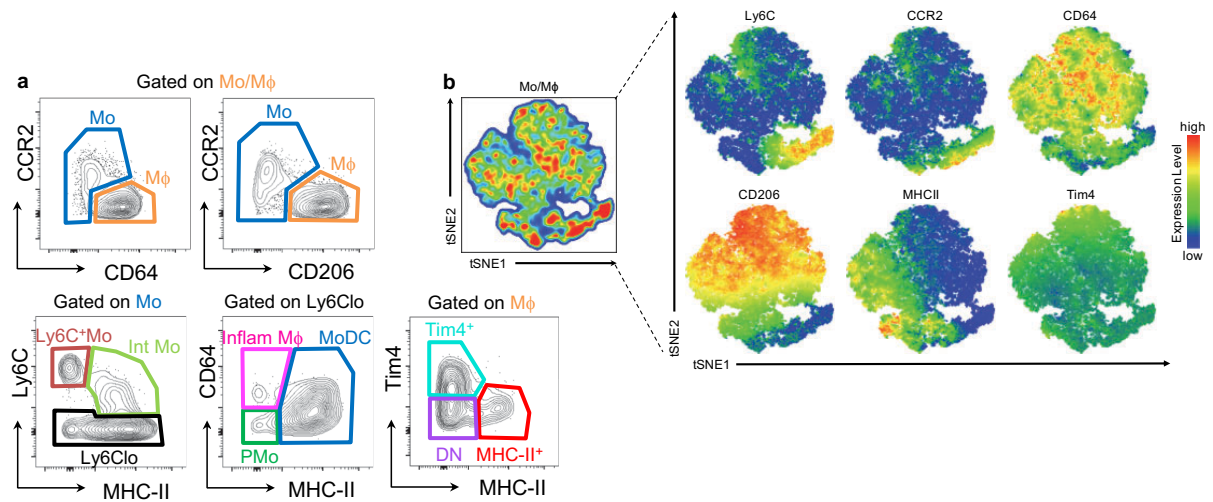 a
Gated on Mo/Mϕ
Mo
Mϕ
CCR2
CD64
Mo
Mϕ
CCR2
CD206
Gated on Mo
Ly6C⁺Mo
Int Mo
Ly6Clo
Ly6C
MHC-II
Gated on Ly6Clo
Inflam Mϕ
MoDC
PMo
CD64
MHC-II
Gated on Mϕ
Tim4⁺
DN
MHC-II⁺
Tim4
MHC-II
b
Mo/Mϕ
tSNE2
tSNE1
Ly6C
CCR2
CD64
CD206
MHCII
Tim4
tSNE2
tSNE1
high
Expression Level
low